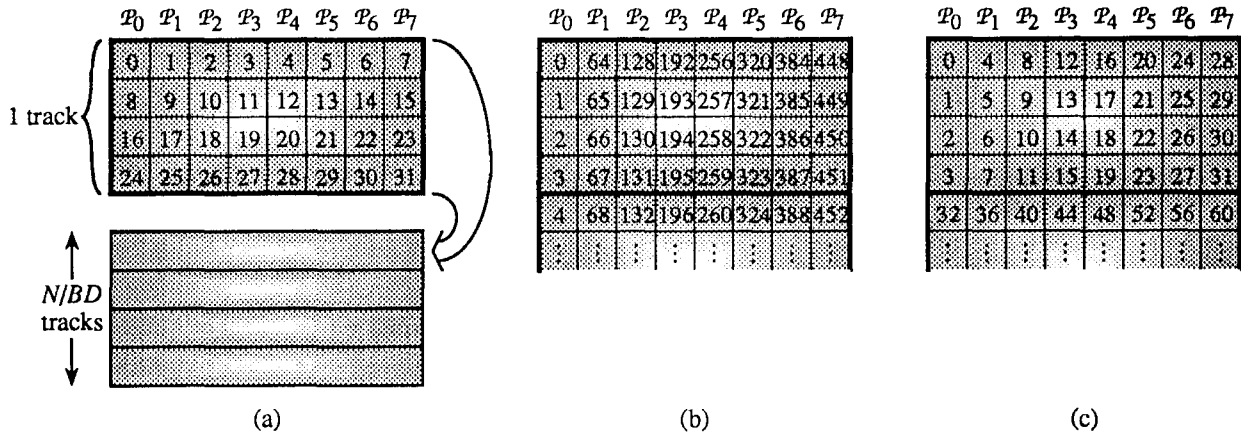 P0 P1 P2 P3 P4 P5 P6 P7
0 1 2 3 4 5 6 7
8 9 10 11 12 13 14 15
16 17 18 19 20 21 22 23
24 25 26 27 28 29 30 31
1 track
N/BD
tracks
(a)
P0 P1 P2 P3 P4 P5 P6 P7
0 64 128 192 256 320 384 448
1 65 129 193 257 321 385 449
2 66 130 194 258 322 386 450
3 67 131 195 259 323 387 451
4 68 132 196 260 324 388 452
⋮ ⋮ ⋮ ⋮ ⋮ ⋮ ⋮ ⋮
(b)
P0 P1 P2 P3 P4 P5 P6 P7
0 4 8 12 16 20 24 28
1 5 9 13 17 21 25 29
2 6 10 14 18 22 26 30
3 7 11 15 19 23 27 31
32 36 40 44 48 52 56 60
⋮ ⋮ ⋮ ⋮ ⋮ ⋮ ⋮ ⋮
(c)